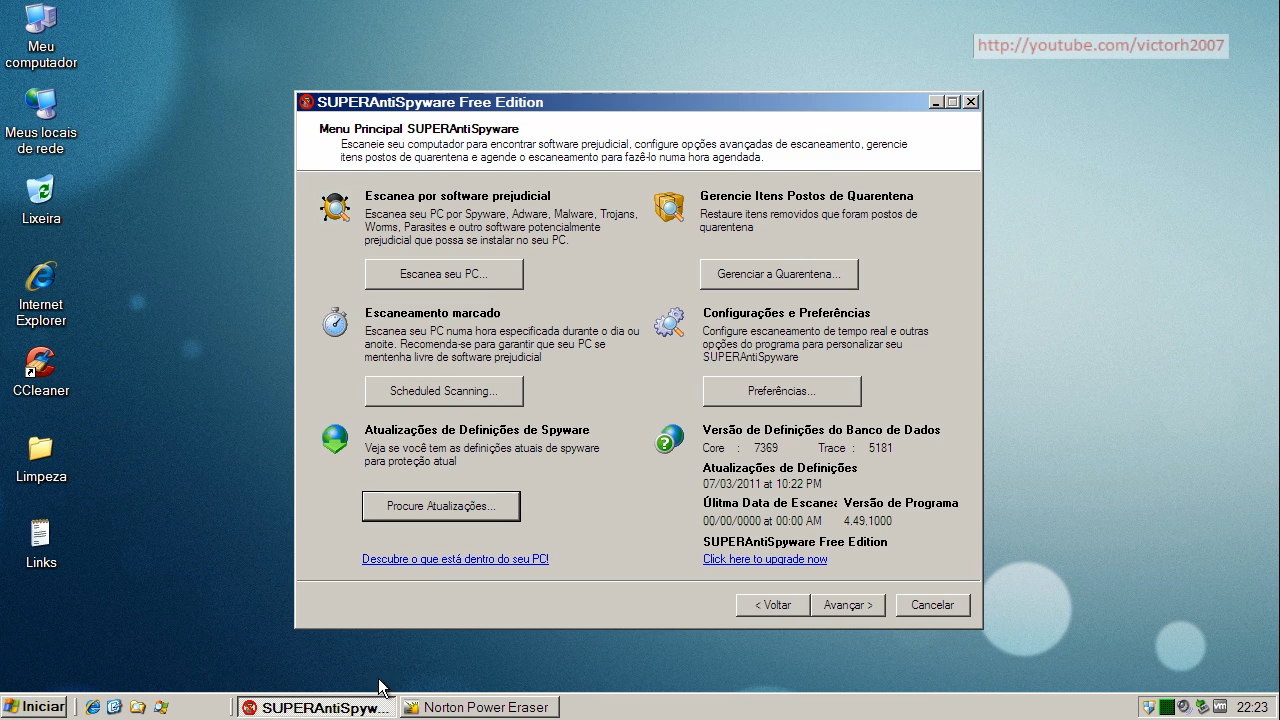 Meu
computador
Meus locais
de rede
Lixeira
Internet
Explorer
CCleaner
Limpeza
Links
http://youtube.com/victorh2007
SUPERAntiSpyware Free Edition
Menu Principal SUPERAntiSpyware
Escaneie seu computador para encontrar software prejudicial, configure opções avançadas de escaneamento, gerencie
itens postos de quarentena e agende o escaneamento para fazê-lo numa hora agendada.
Escanea por software prejudicial
Escanea seu PC por Spyware, Adware, Malware, Trojans,
Worms, Parasites e outro software potencialmente
prejudicial que possa se instalar no seu PC.
Escanea seu PC...
Gerencie Itens Postos de Quarentena
Restaure itens removidos que foram postos de
quarentena
Gerenciar a Quarentena...
Escaneamento marcado
Escanea seu PC numa hora especificada durante o dia ou
anoite. Recomenda-se para garantir que seu PC se
mentenha livre de software prejudicial
Scheduled Scanning...
Configurações e Preferências
Configure escaneamento de tempo real e outras
opções do programa para personalizar seu
SUPERAntiSpyware
Preferências...
Atualizações de Definições de Spyware
Veja se você tem as definições atuais de spyware
para proteção atual
Procure Atualizações...
Descubre o que está dentro do seu PC!
Versão de Definições do Banco de Dados
Core : 7369 Trace : 5181
Atualizações de Definições
07/03/2011 at 10:22 PM
Úlitma Data de Escanea Versão de Programa
00/00/0000 at 00:00 AM 4.49.1000
SUPERAntiSpyware Free Edition
Click here to upgrade now
< Voltar Avançar > Cancelar
Iniciar SUPERAntiSpyw... Norton Power Eraser vm 22:23